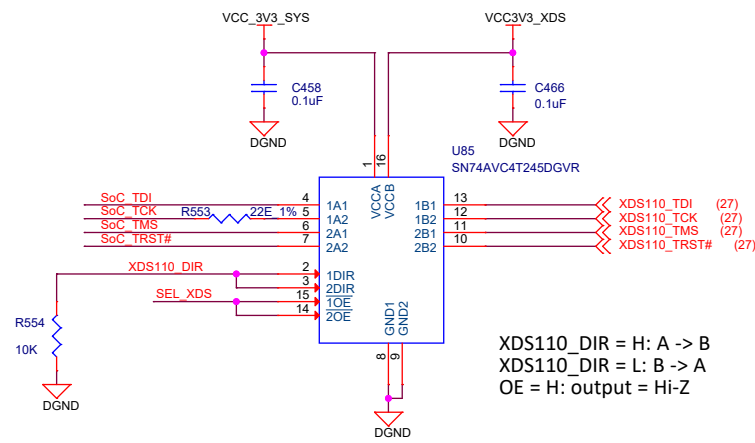 VCC_3V3_SYS
VCC3V3_XDS
C458
0.1uF
C466
0.1uF
DGND
DGND
U85
SN74AVC4T245DGVR
1
16
VCCA
VCCB
SoC_TDI
4
1A1
1B1
13
XDS110_TDI (27)
SoC_TCK
R553
22E_1%
5
1A2
1B2
12
XDS110_TCK (27)
SoC_TMS
6
2A1
2B1
11
XDS110_TMS (27)
SoC_TRST#
7
2A2
2B2
10
XDS110_TRST# (27)
XDS110_DIR
2
1DIR
3
2DIR
SEL_XDS
15
1OE
14
2OE
GND1
GND2
8
9
R554
10K
DGND
DGND
XDS110_DIR = H: A -> B
XDS110_DIR = L: B -> A
OE = H: output = Hi-Z